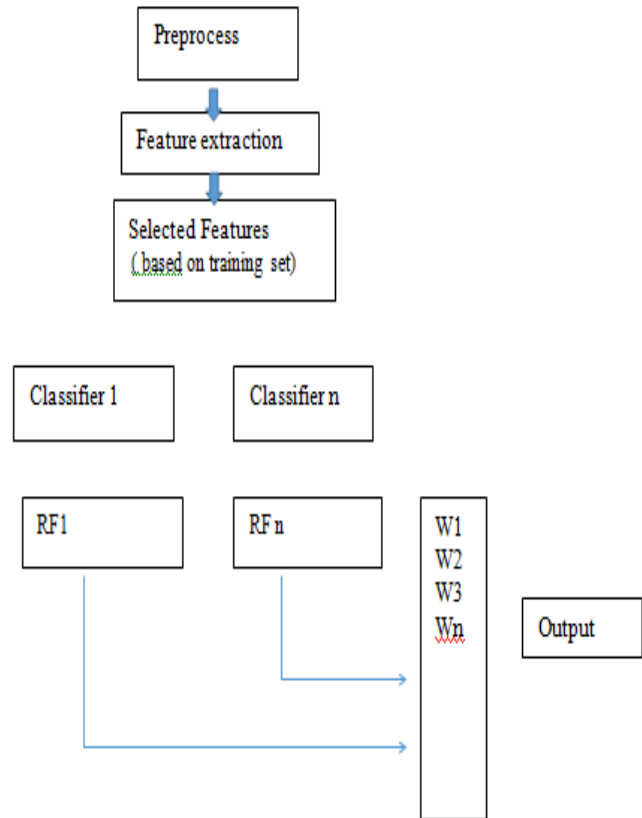 Preprocess
Feature extraction
Selected Features
( based on training set)
Classifier 1
Classifier n
RF1
RF n
W1
W2
W3
Wn
Output